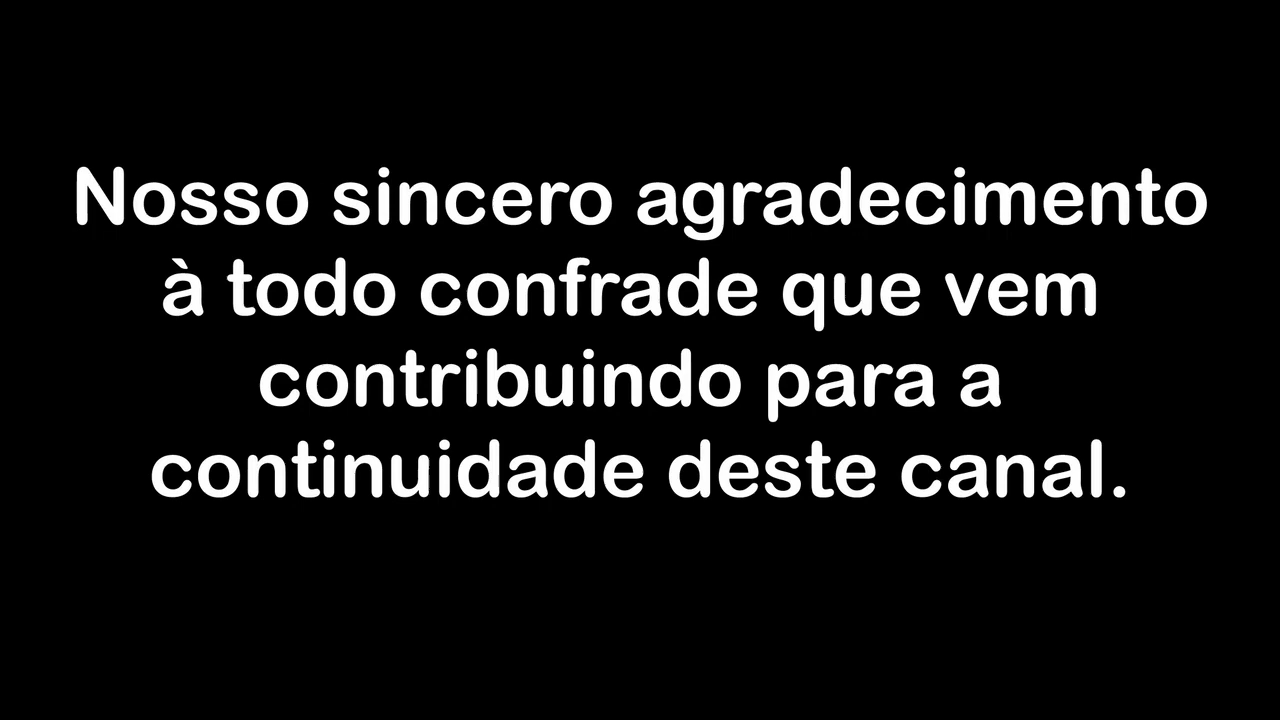 Nosso sincero agradecimento
à todo confrade que vem
contribuindo para a
continuidade deste canal.